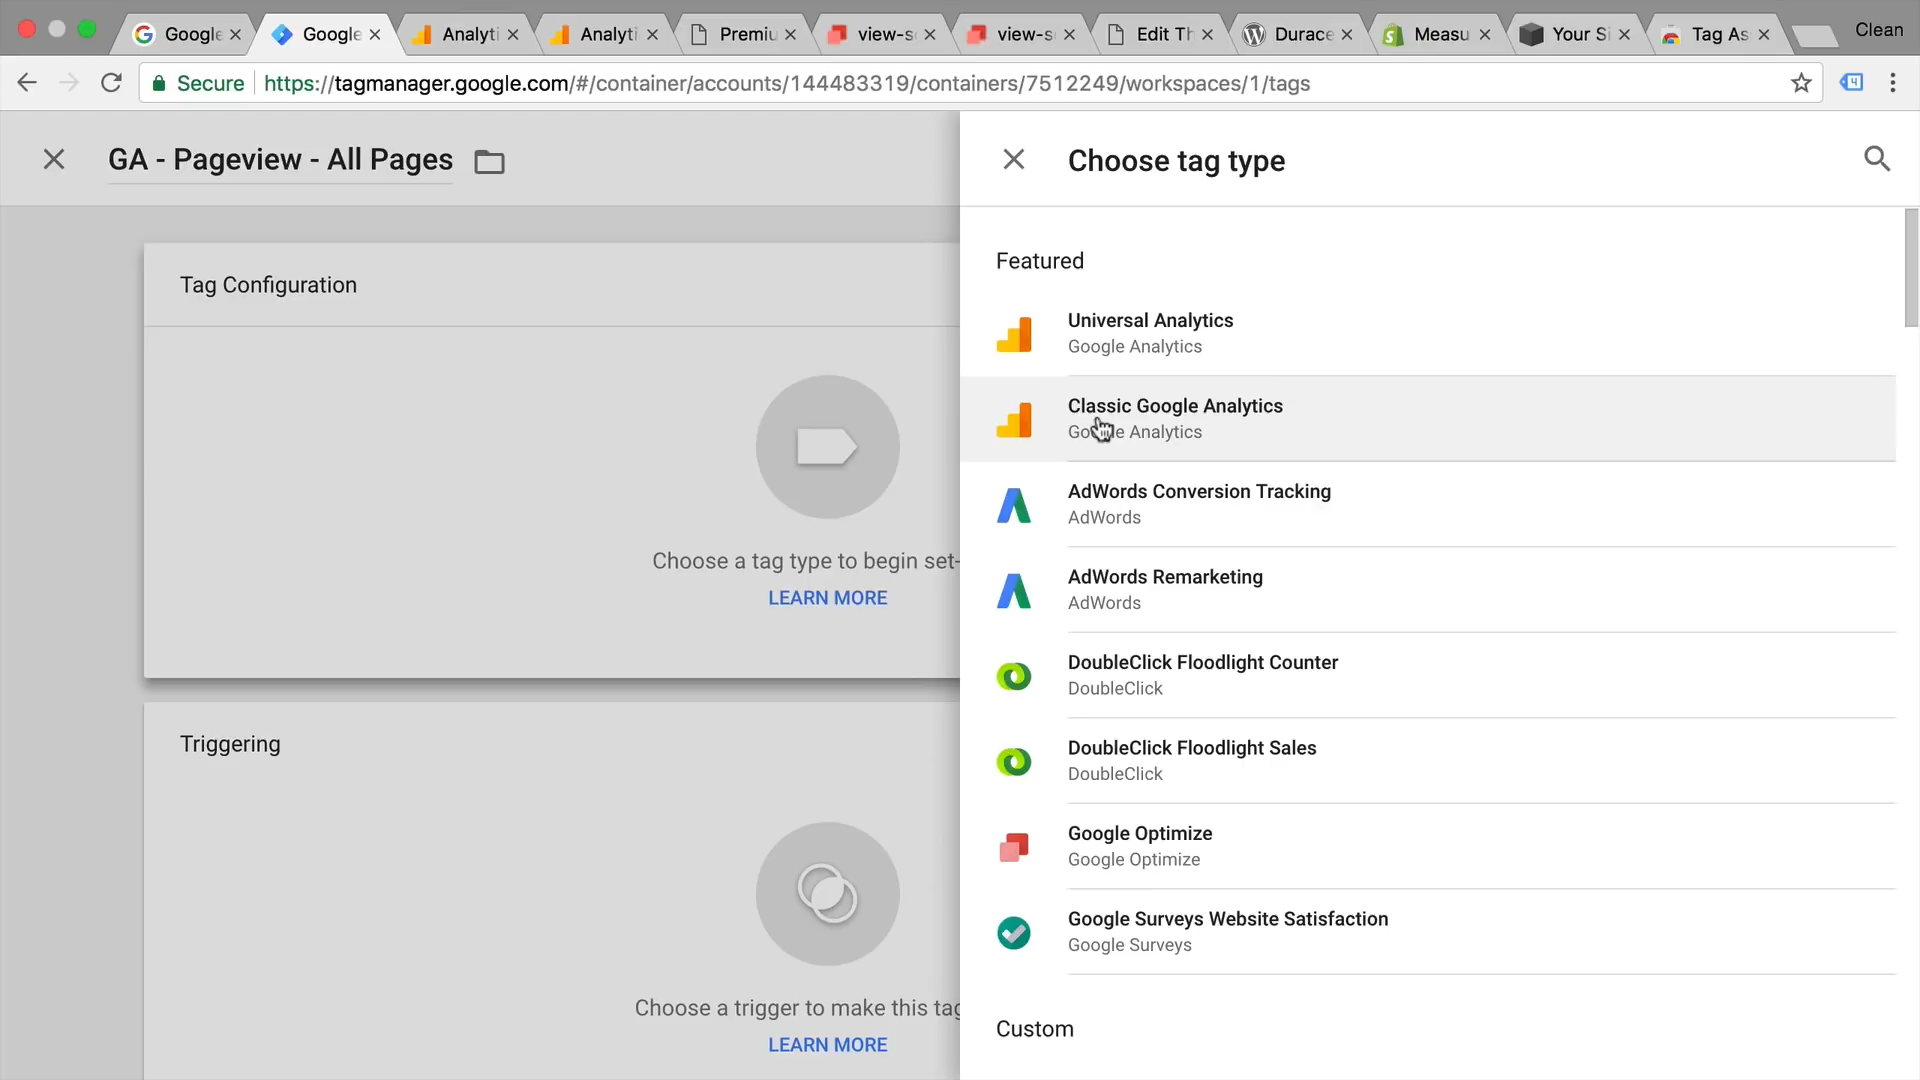 Google
Google
Analyti
Analyti
Premiu
view-s
view-s
Edit Th
Durace
Measu
Your Si
Tag As
Clean
Secure
https://tagmanager.google.com/#/container/accounts/144483319/containers/7512249/workspaces/1/tags
4
GA - Pageview - All Pages
Choose tag type
Tag Configuration
Choose a tag type to begin set-
LEARN MORE
Triggering
Choose a trigger to make this tag
LEARN MORE
Featured
Universal Analytics
Google Analytics
Classic Google Analytics
Google Analytics
AdWords Conversion Tracking
AdWords
AdWords Remarketing
AdWords
DoubleClick Floodlight Counter
DoubleClick
DoubleClick Floodlight Sales
DoubleClick
Google Optimize
Google Optimize
Google Surveys Website Satisfaction
Google Surveys
Custom